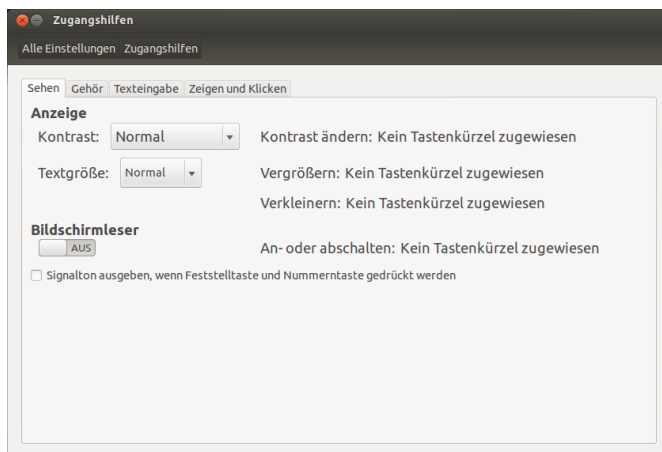 Zugangshilfen
Alle Einstellungen Zugangshilfen
Sehen Gehör Texteingabe Zeigen und Klicken
Anzeige
Kontrast: Normal Kontrast ändern: Kein Tastenkürzel zugewiesen
Textgröße: Normal Vergrößern: Kein Tastenkürzel zugewiesen
Verkleinern: Kein Tastenkürzel zugewiesen
Bildschirmleser
AUS An- oder abschalten: Kein Tastenkürzel zugewiesen
Signalton ausgeben, wenn Feststelltaste und Nummerntaste gedrückt werden